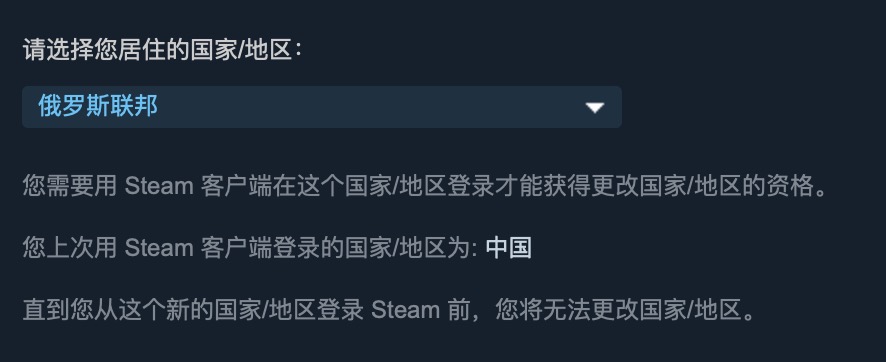 请选择您居住的国家/地区：
俄罗斯联邦
您需要用 Steam 客户端在这个国家/地区登录才能获得更改国家/地区的资格。
您上次用 Steam 客户端登录的国家/地区为: 中国
直到您从这个新的国家/地区登录 Steam 前，您将无法更改国家/地区。